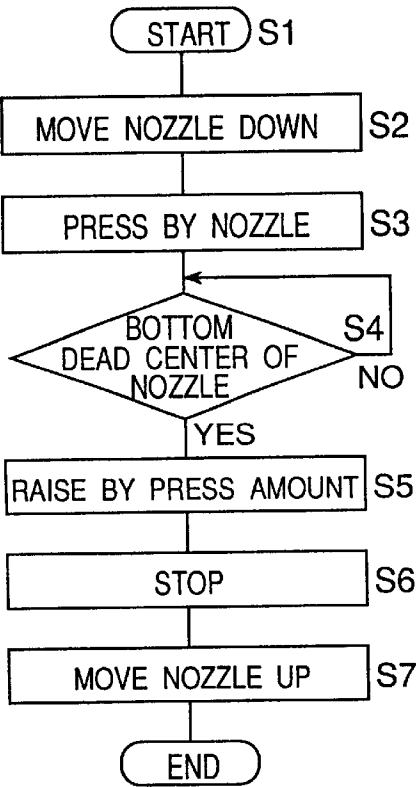 START S1
MOVE NOZZLE DOWN S2
PRESS BY NOZZLE S3
BOTTOM S4
DEAD CENTER OF
NOZZLE NO
YES
RAISE BY PRESS AMOUNT S5
STOP S6
MOVE NOZZLE UP S7
END